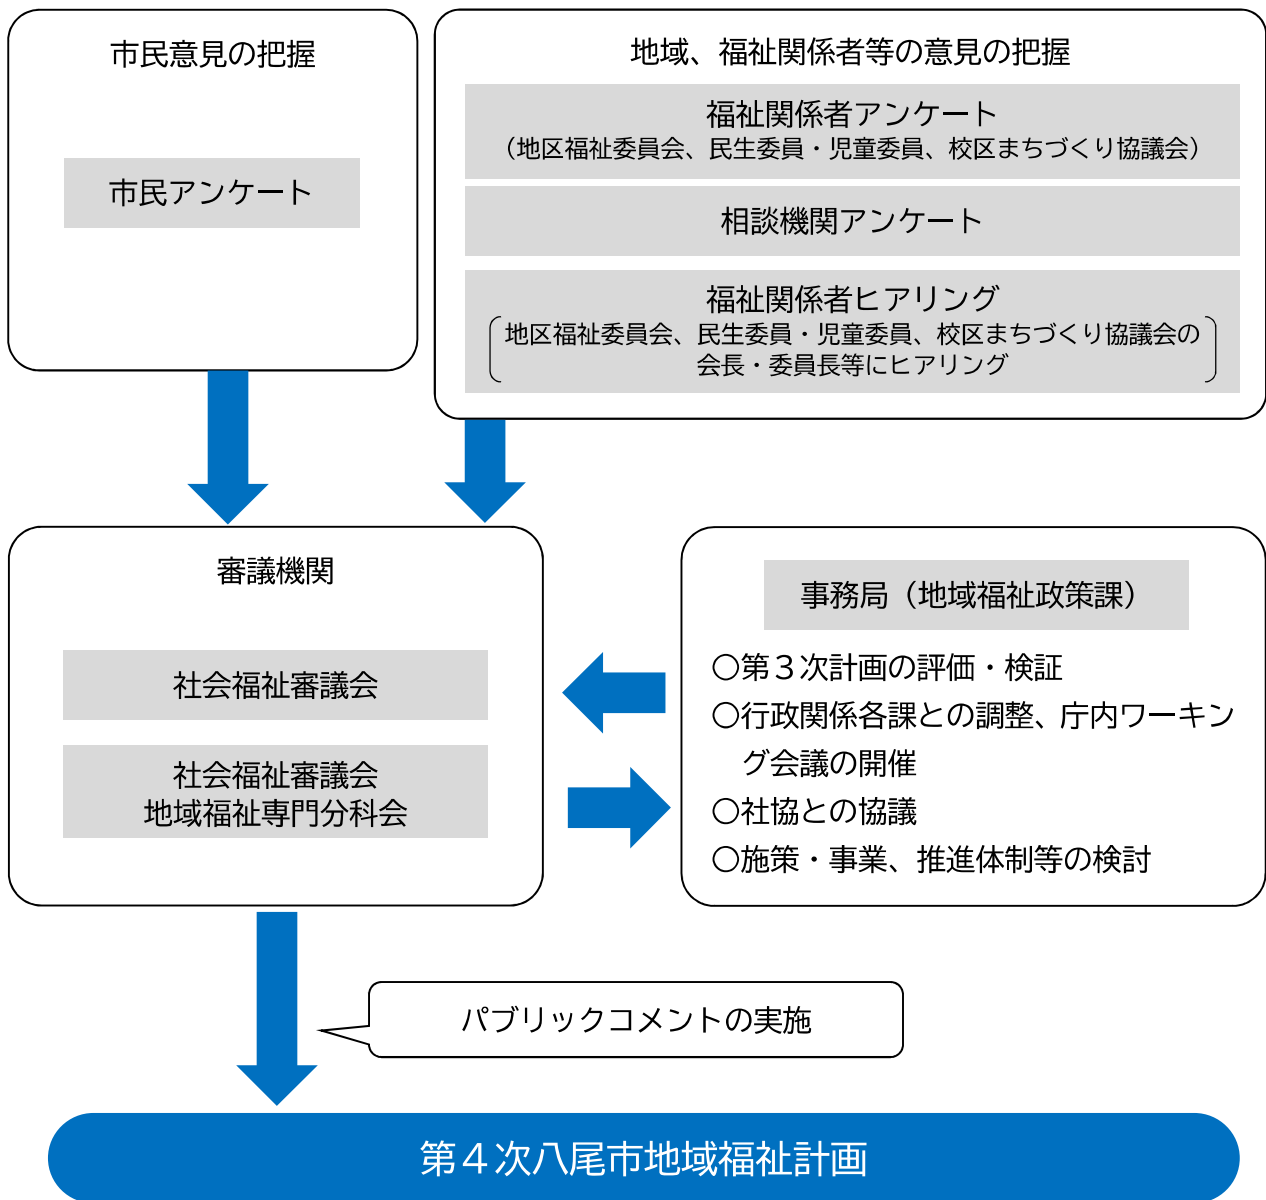 市民意見の把握
市民アンケート
地域、福祉関係者等の意見の把握
福祉関係者アンケート
（地区福祉委員会、民生委員・児童委員、校区まちづくり協議会）
相談機関アンケート
福祉関係者ヒアリング
地区福祉委員会、民生委員・児童委員、校区まちづくり協議会の
会長・委員長等にヒアリング
審議機関
社会福祉審議会
社会福祉審議会
地域福祉専門分科会
事務局（地域福祉政策課）
○第３次計画の評価・検証
○行政関係各課との調整、庁内ワーキン
グ会議の開催
○社協との協議
○施策・事業、推進体制等の検討
パブリックコメントの実施
第４次八尾市地域福祉計画